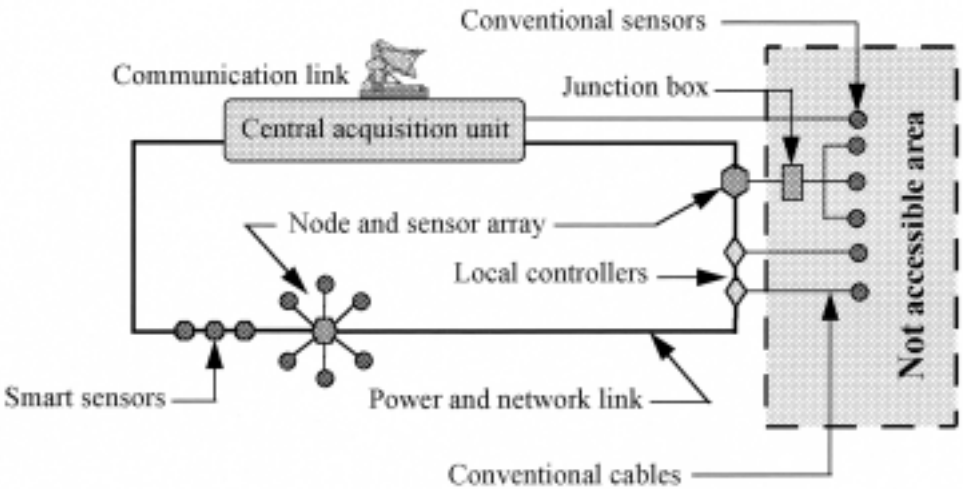 Conventional sensors
Communication link
Junction box
Central acquisition unit
Not accessible area
Node and sensor array
Local controllers
Smart sensors
Power and network link
Conventional cables